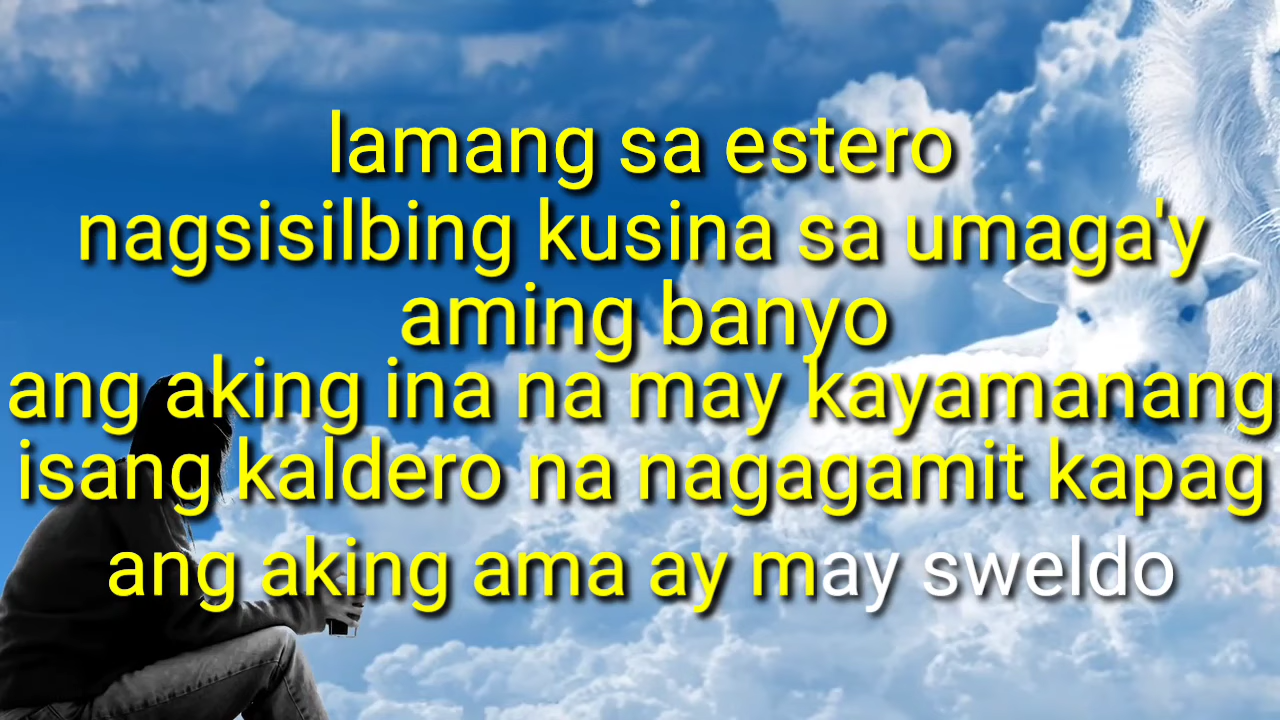 lamang sa estero
nagsisilbing kusina sa umaga'y
aming banyo
ang aking ina na may kayamanang
isang kaldero na nagagamit kapag
ang aking ama ay may sweldo